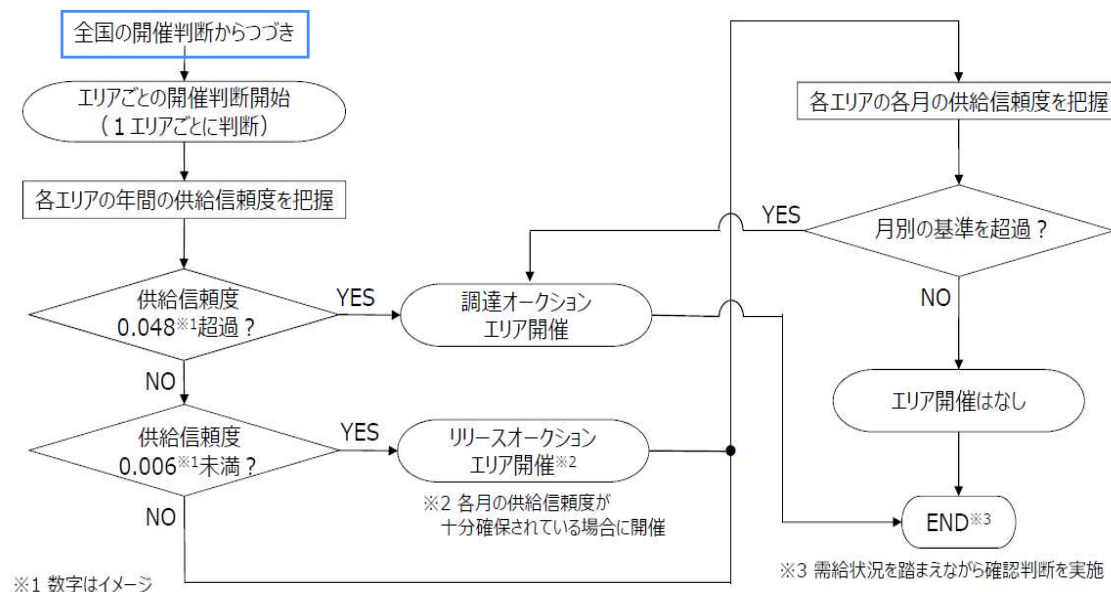 全国の開催判断からつづき
エリアごとの開催判断開始
(1エリアごとに判断)
各エリアの年間の供給信頼度を把握
供給信頼度
0.048※1超過?
YES
NO
調達オークション
エリア開催
供給信頼度
0.006※1未満?
YES
NO
リリースオークション
エリア開催※2
※2 各月の供給信頼度が
十分確保されている場合に開催
※1 数字はイメージ
各エリアの各月の供給信頼度を把握
月別の基準を超過?
YES
NO
エリア開催はなし
END※3
※3 需給状況を踏まえながら確認判断を実施